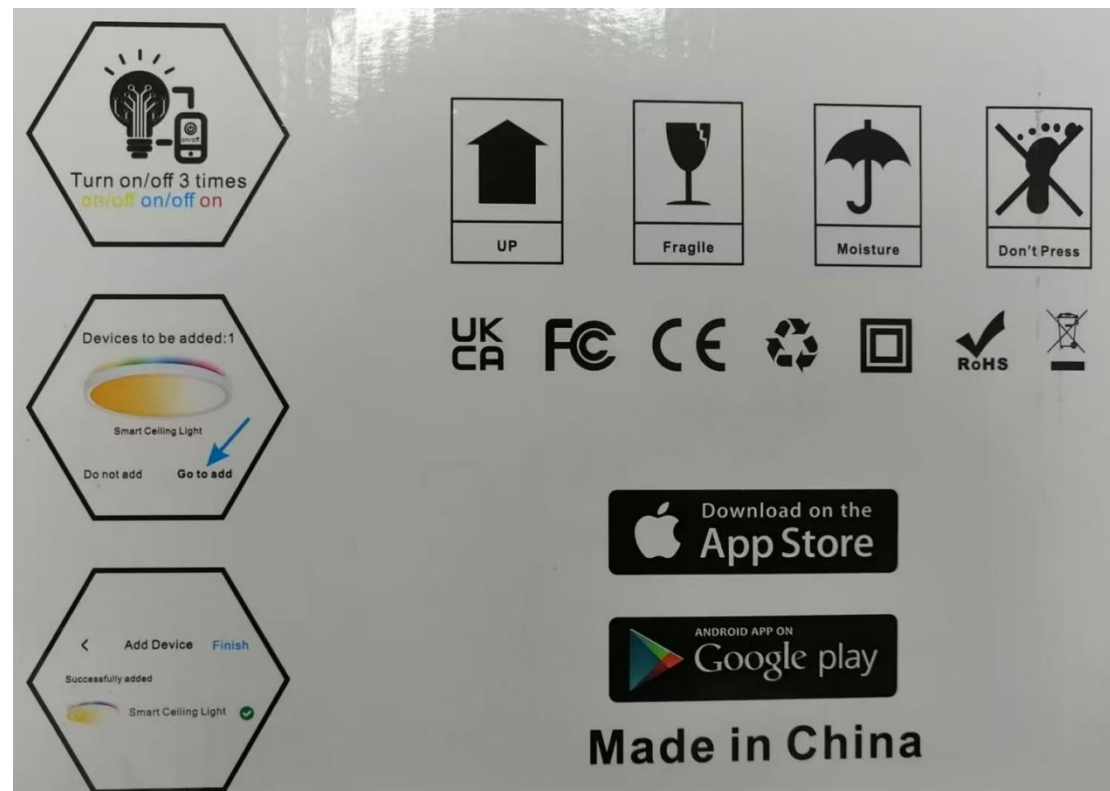 on/off
Turn on/off 3 times
on/off on/off on
Devices to be added:1
Smart Ceiling Light
Do not add
Go to add
Add Device
Finish
Successfully added
Smart Ceiling Light
UP
Fragile
Moisture
Don't Press
UK
CA
FC
CE
RoHS
Download on the
App Store
ANDROID APP ON
Google play
Made in China